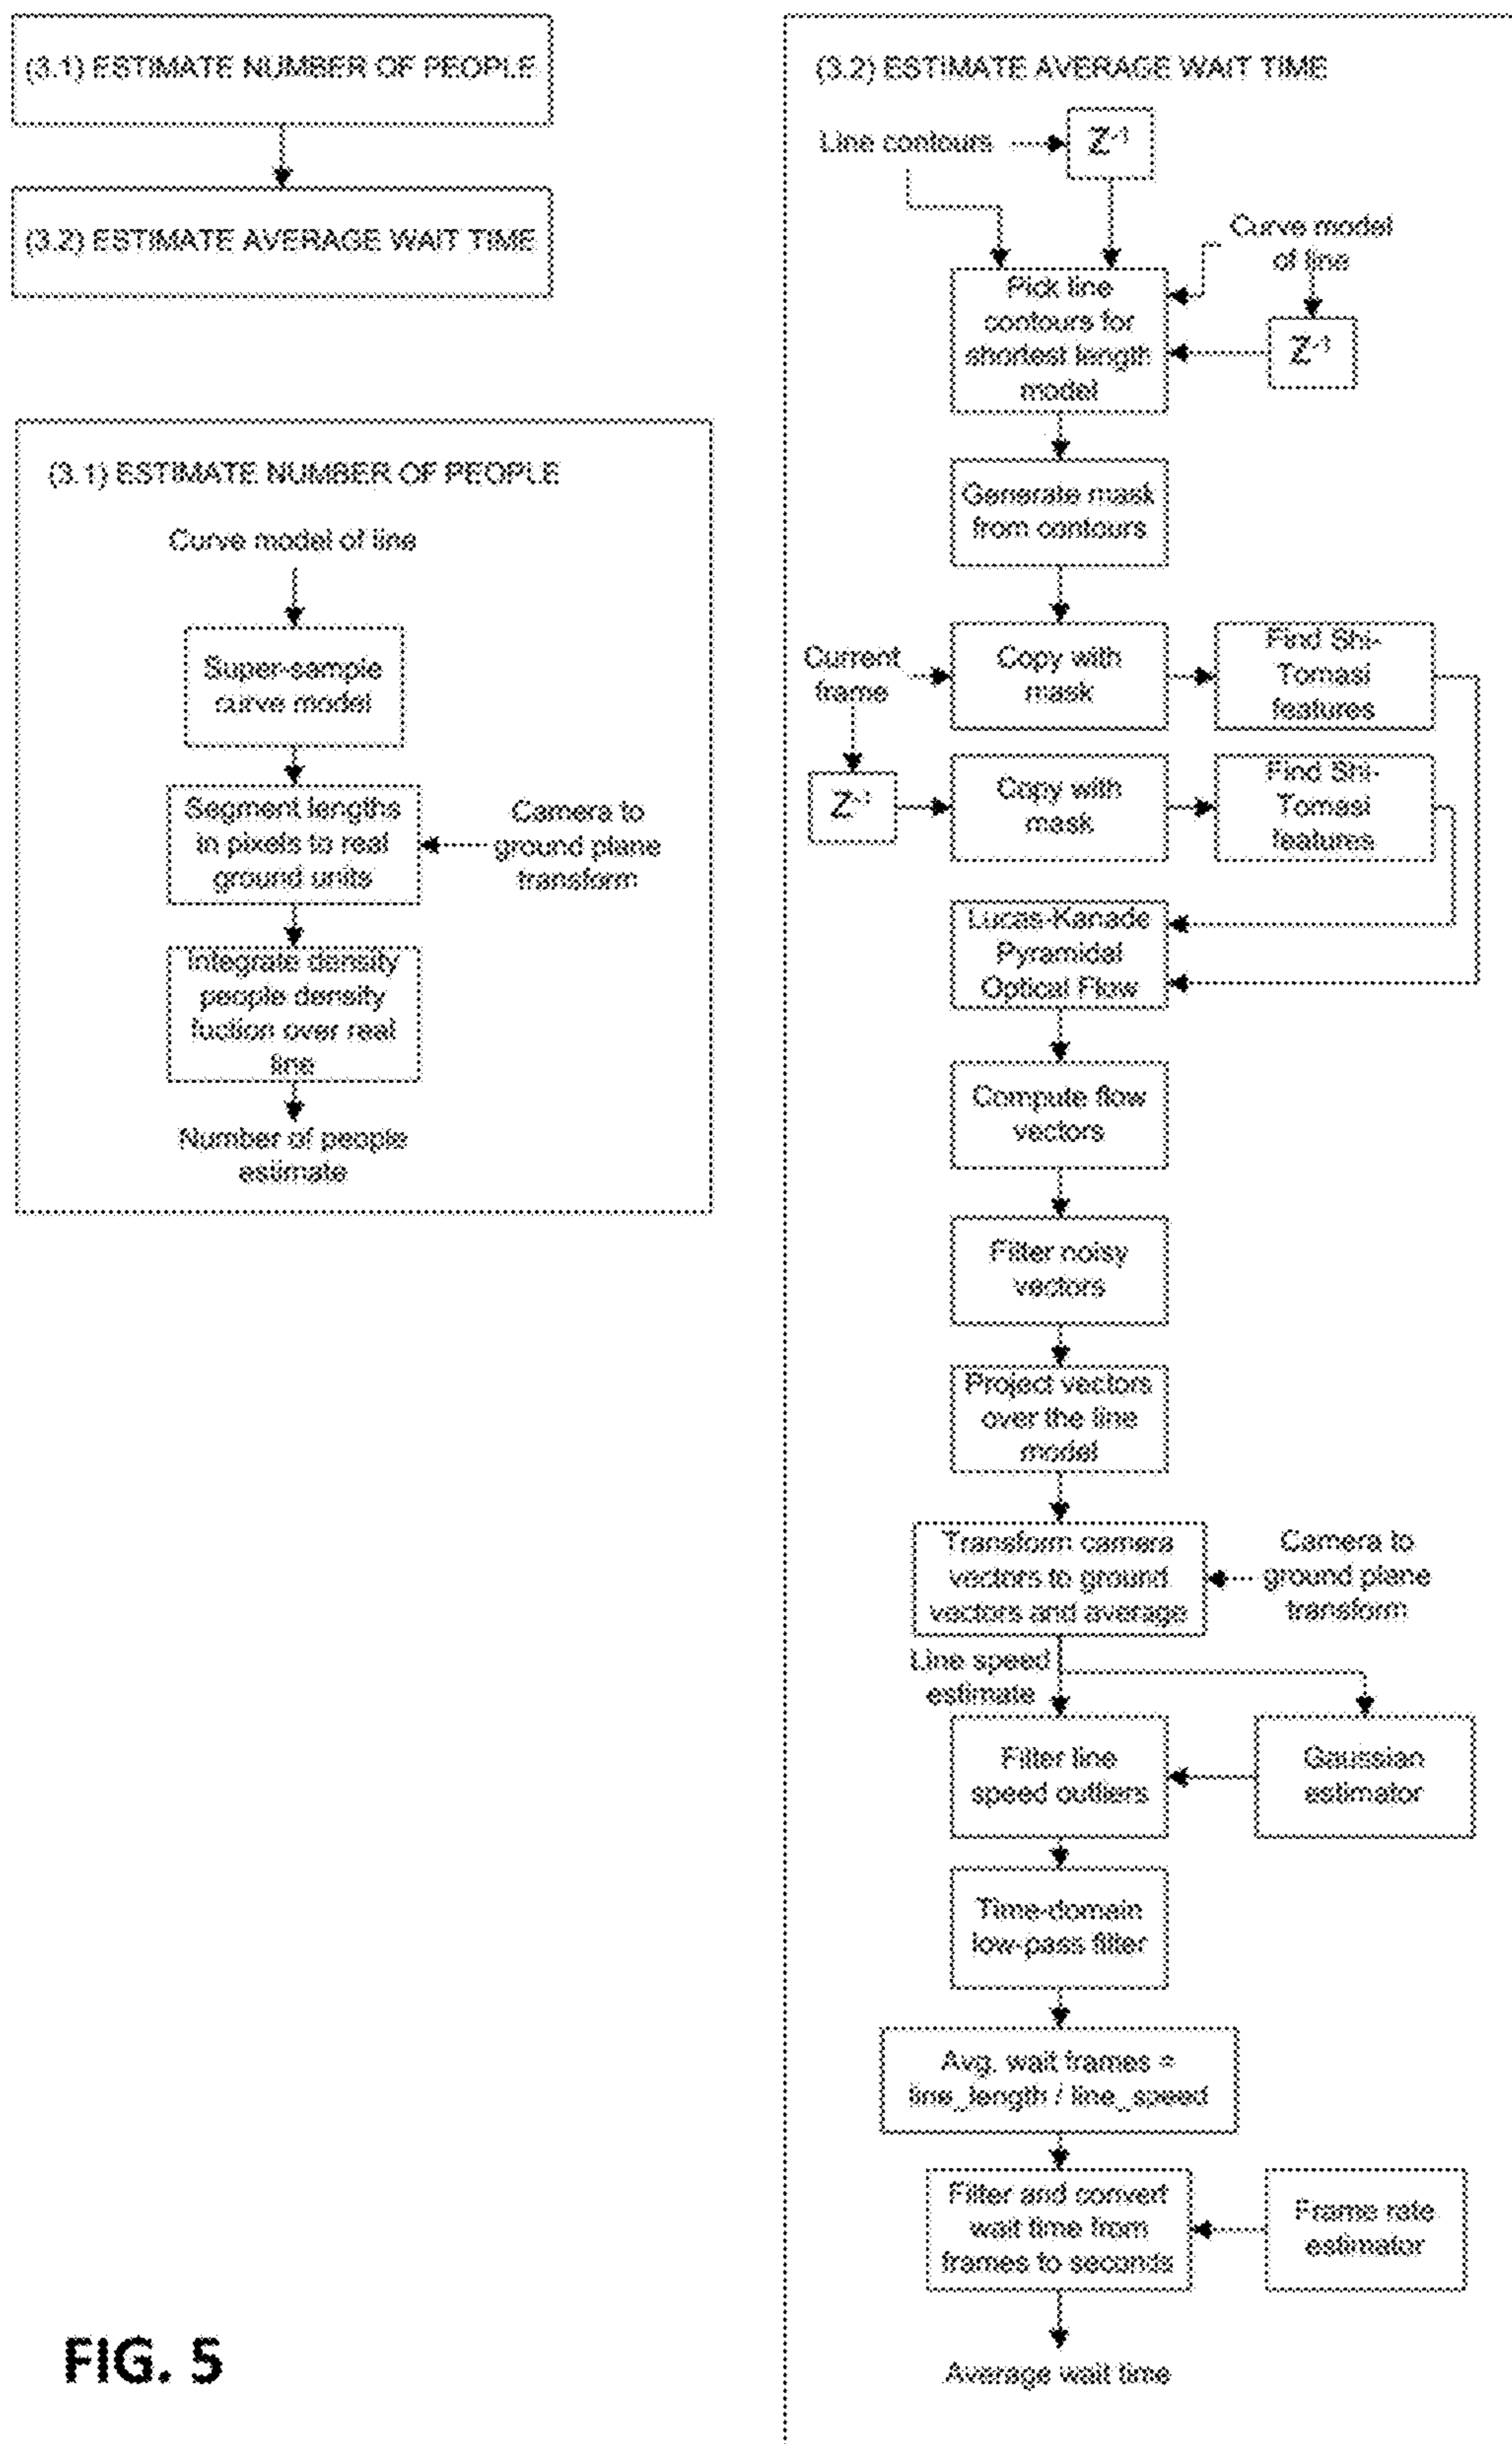 (3.1) ESTIMATE NUMBER OF PEOPLE
(3.2) ESTIMATE AVERAGE WAIT TIME
(3.1) ESTIMATE NUMBER OF PEOPLE
Curve model of line
Super-sample
curve model
Segment lengths
in pixels to real
ground units
Camera to
ground plane
transform
Integrate density
people density
fuction over real
line
Number of people
estimate
(3.2) ESTIMATE AVERAGE WAIT TIME
Line contours
Z-1
Curve model
of line
Pick line
contours for
shortest length
model
Z-1
Generate mask
from contours
Current
frame
Copy with
mask
Find Shi-
Tomasi
features
Z-1
Copy with
mask
Find Shi-
Tomasi
features
Lucas-Kanade
Pyramidal
Optical Flow
Compute flow
vectors
Filter noisy
vectors
Project vectors
over the line
model
Transform camera
vectors to ground
vectors and average
Camera to
ground plane
transform
Line speed
estimate
Filter line
speed outliers
Gaussian
estimator
Time-domain
low-pass filter
Avg. wait frames =
line_length / line_speed
Filter and convert
wait time from
frames to seconds
Frame rate
estimator
Average wait time
FIG. 5